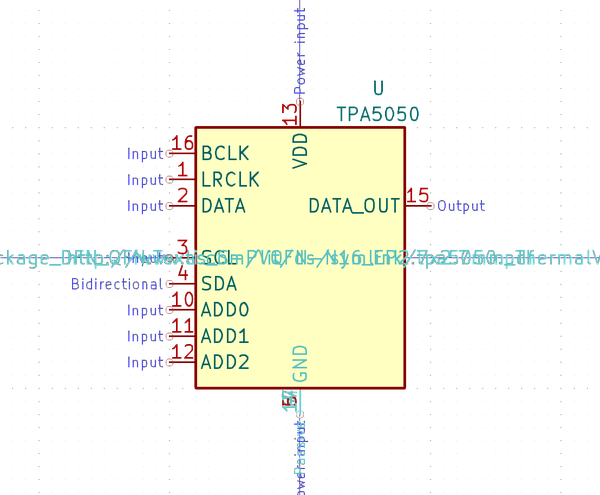 Power input
U
TPA5050
13
VDD
Input 16 BCLK
Input 1 LRCLK
Input 2 DATA
DATA_OUT 15 Output
3 SCL
Bidirectional 4 SDA
Input 10 ADD0
Input 11 ADD1
Input 12 ADD2
GND